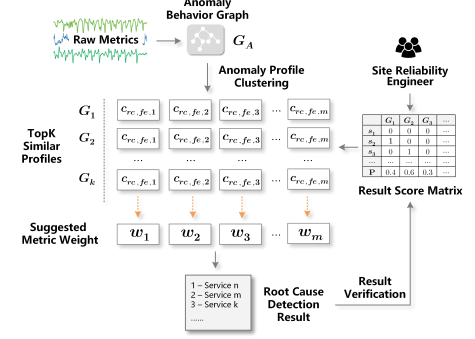 Anomaly
Behavior Graph
Raw Metrics
G_A
Site Reliability
Engineer
Anomaly Profile
Clustering
TopK
Similar
Profiles
G_1 c_{rc,fe,1} c_{rc,fe,2} c_{rc,fe,3} ... c_{rc,fe,m}
G_2 c_{rc,fe,1} c_{rc,fe,2} c_{rc,fe,3} ... c_{rc,fe,m}
... ... ... ...
G_k c_{rc,fe,1} c_{rc,fe,2} c_{rc,fe,3} ... c_{rc,fe,m}
G_1 G_2 G_3 ...
s_1 0 0 0 ...
s_2 1 0 0 ...
s_3 0 1 0 ...
... ... ... ... ...
P 0.4 0.6 0.3 ...
Result Score Matrix
Suggested
Metric Weight
w_1 w_2 w_3 ... w_m
1 – Service n
2 – Service m
3 – Service k
......
Root Cause
Detection
Result
Result
Verification